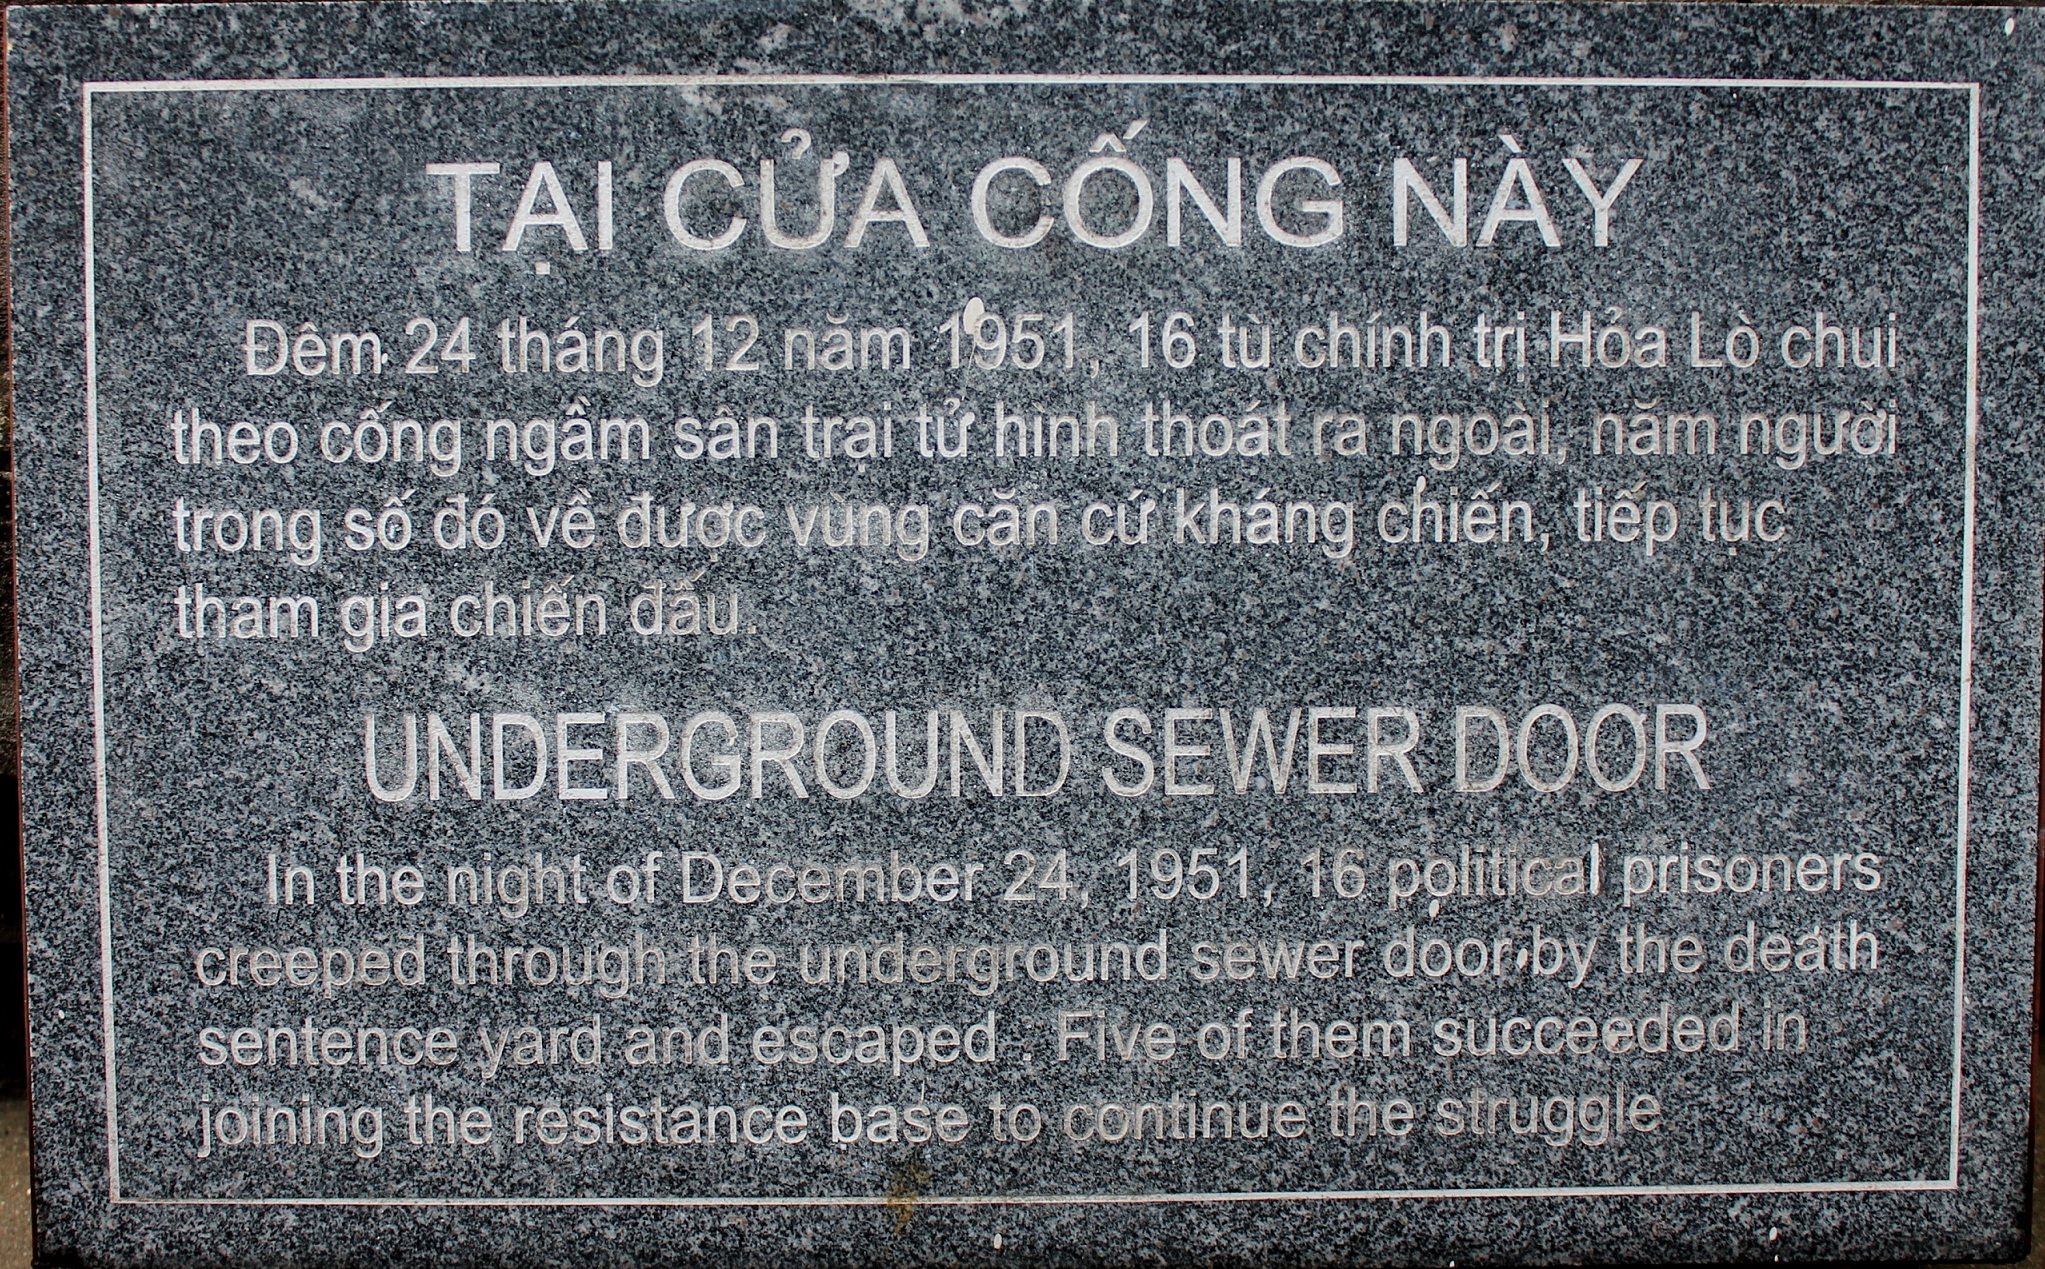 TẠI CỬA CỐNG NÀY
Đêm 24 tháng 12 năm 1951, 16 tù chính trị Hỏa Lò chui
theo cống ngầm sân trại tử hình thoát ra ngoài, năm người
trong số đó về được vùng căn cứ kháng chiến, tiếp tục
tham gia chiến đấu.
UNDERGROUND SEWER DOƠR
In the night of December 24, 1951, 16 political prisoners
creeped through the underground sewer door by the death
sentence yard and escaped . Five of them succeeded in
joining the resistance base to continue the struggle